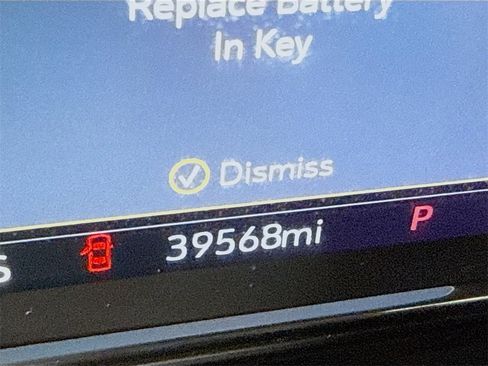 Replace Battery
In Key
Dismiss
39568mi
P
S